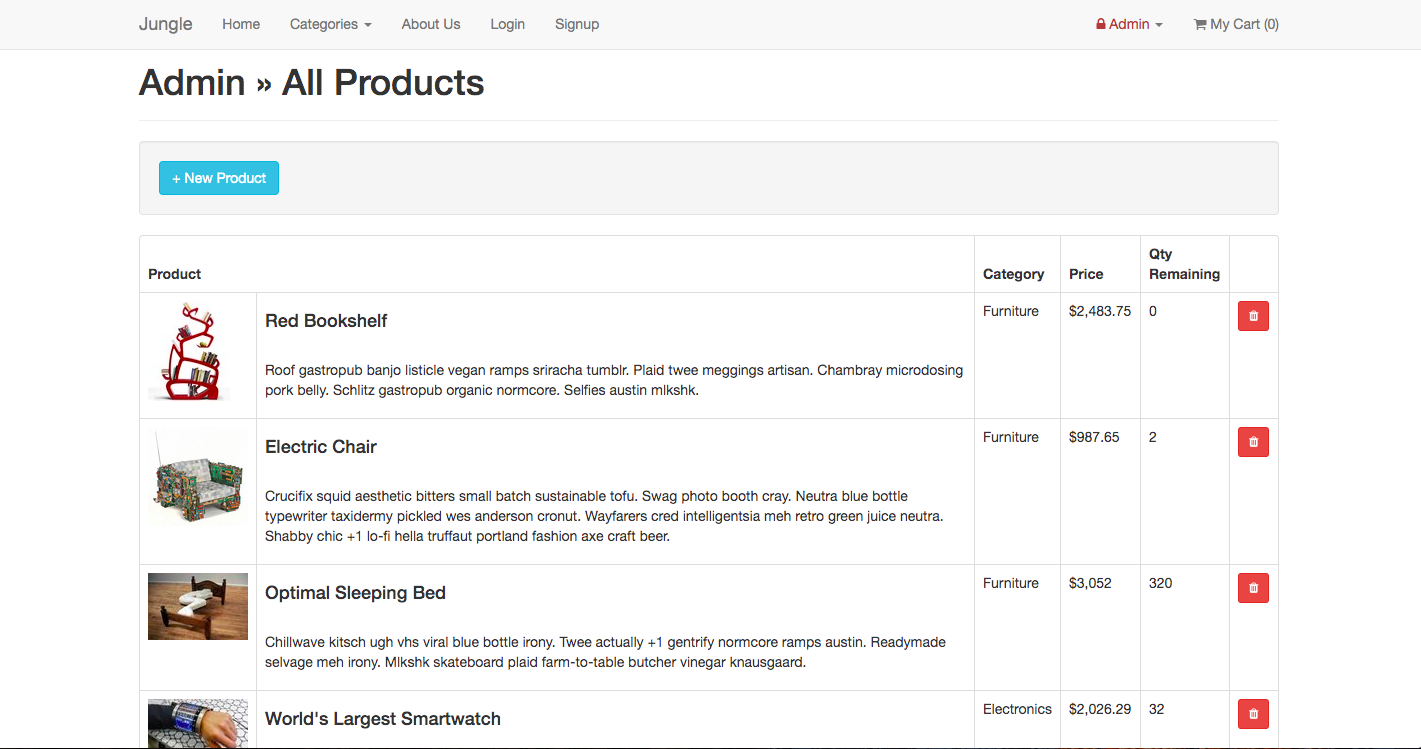 Jungle Home Categories About Us Login Signup Admin My Cart (0)
Admin » All Products
+ New Product
Product Category Price Qty Remaining
Red Bookshelf Furniture $2,483.75 0
Roof gastropub banjo listicle vegan ramps sriracha tumblr. Plaid twee meggings artisan. Chambray microdosing
pork belly. Schlitz gastropub organic normcore. Selfies austin mlkshk.
Electric Chair Furniture $987.65 2
Crucifix squid aesthetic bitters small batch sustainable tofu. Swag photo booth cray. Neutra blue bottle
typewriter taxidermy pickled wes anderson cronut. Wayfarers cred intelligentsia meh retro green juice neutra.
Shabby chic +1 lo-fi hella truffaut portland fashion axe craft beer.
Optimal Sleeping Bed Furniture $3,052 320
Chillwave kitsch ugh vhs viral blue bottle irony. Twee actually +1 gentrify normcore ramps austin. Readymade
selvage meh irony. Mlkshk skateboard plaid farm-to-table butcher vinegar knausgaard.
World's Largest Smartwatch Electronics $2,026.29 32